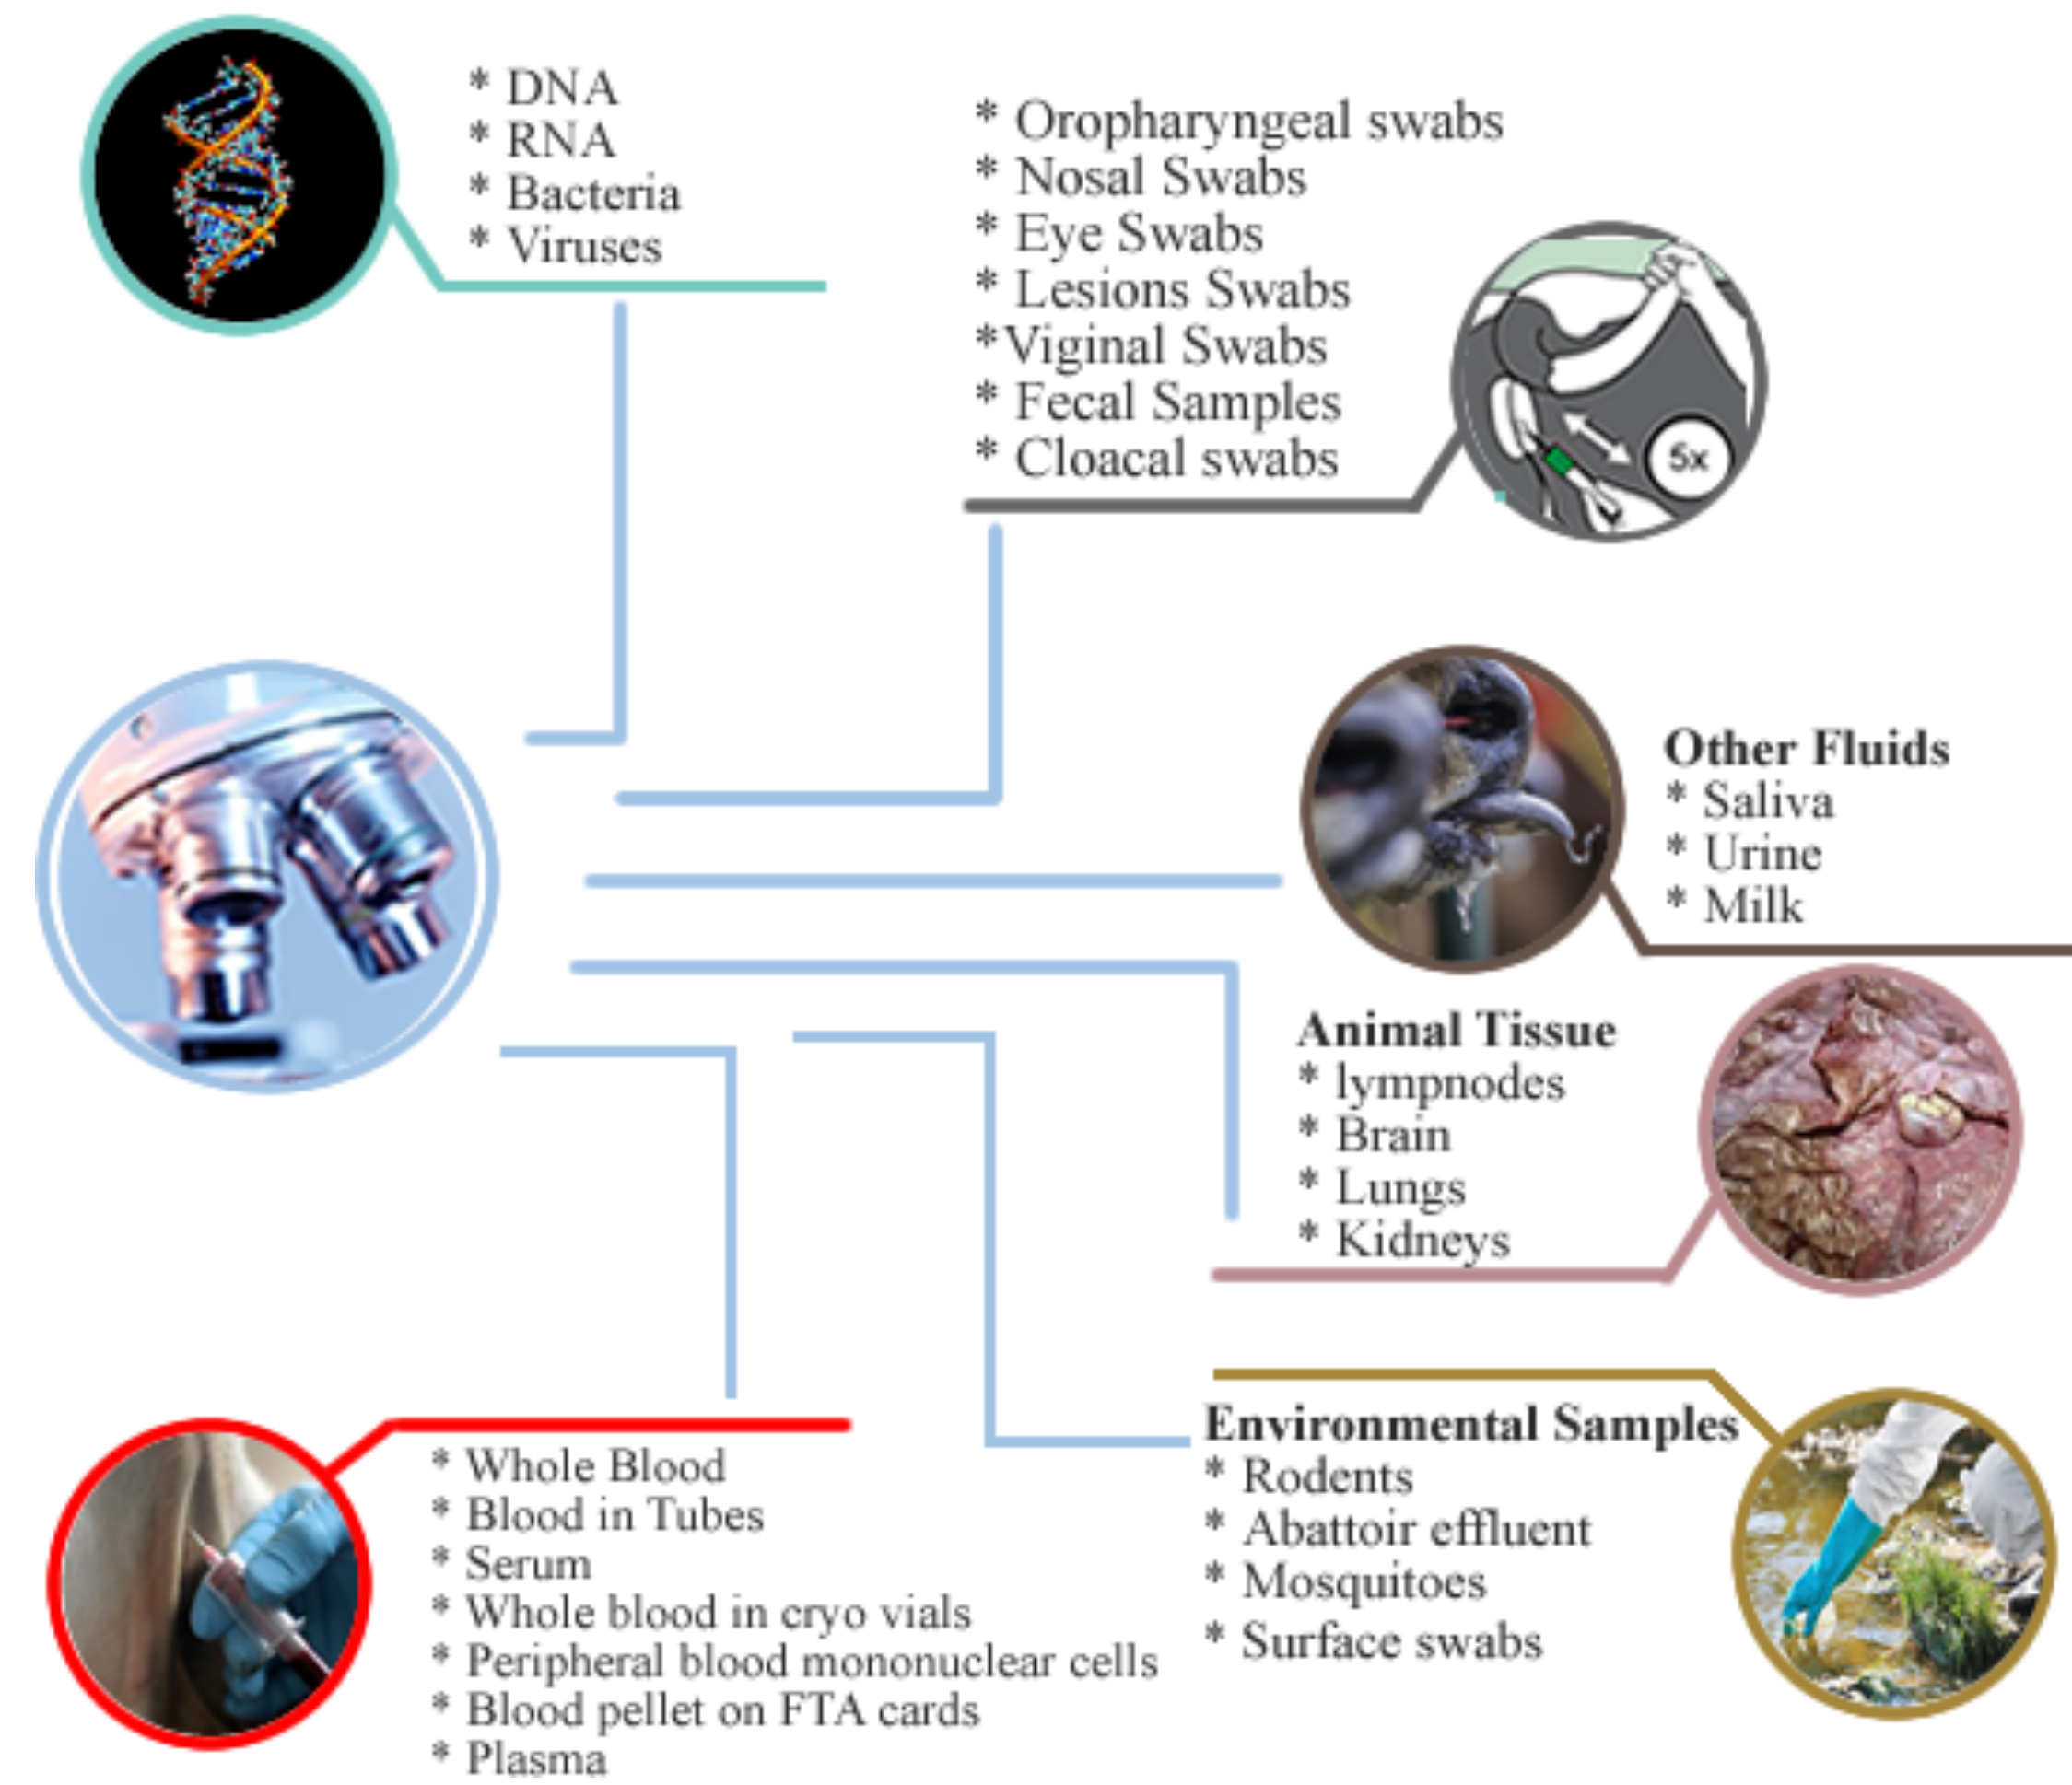 * DNA
* RNA
* Bacteria
* Viruses
* Oropharyngeal swabs
* Nosal Swabs
* Eye Swabs
* Lesions Swabs
*Viginal Swabs
* Fecal Samples
* Cloacal swabs
5x
Other Fluids
* Saliva
* Urine
* Milk
Animal Tissue
* lympnodes
* Brain
* Lungs
* Kidneys
Environmental Samples
* Rodents
* Abattoir effluent
* Mosquitoes
* Surface swabs
* Whole Blood
* Blood in Tubes
* Serum
* Whole blood in cryo vials
* Peripheral blood mononuclear cells
* Blood pellet on FTA cards
* Plasma